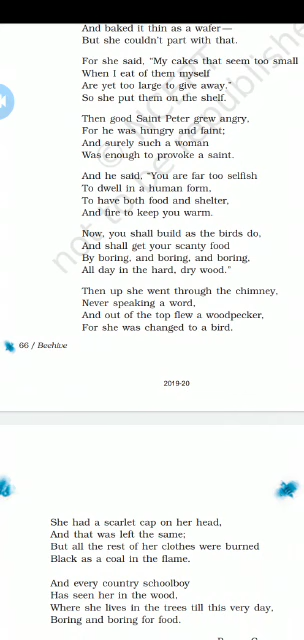 And baked it thin as a wafer—
But she couldn't part with that.
For she said, "My cakes that seem too small
When I eat of them myself
Are yet too large to give away."
So she put them on the shelf.
Then good Saint Peter grew angry,
For he was hungry and faint;
And surely such a woman
Was enough to provoke a saint.
And he said, "You are far too selfish
To dwell in a human form,
To have both food and shelter,
And fire to keep you warm.
Now, you shall build as the birds do,
And shall get your scanty food
By boring, and boring, and boring,
All day in the hard, dry wood."
Then up she went through the chimney,
Never speaking a word,
And out of the top flew a woodpecker,
For she was changed to a bird.
66 / Beehive
2019-20
She had a scarlet cap on her head,
And that was left the same;
But all the rest of her clothes were burned
Black as a coal in the flame.
And every country schoolboy
Has seen her in the wood,
Where she lives in the trees till this very day,
Boring and boring for food.
not to be republished